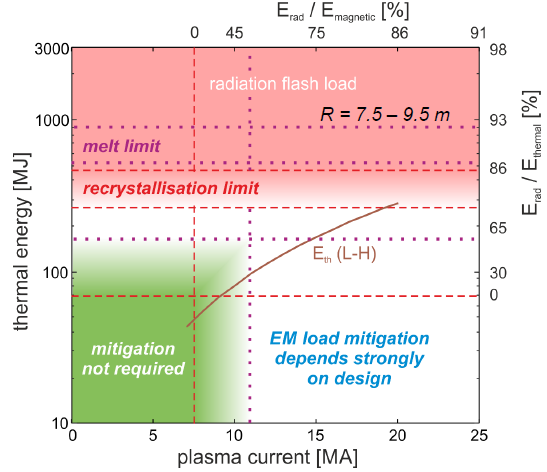 E_rad / E_magnetic [%]
0 45 75 86 91
3000 98
radiation flash load
R = 7.5 – 9.5 m
1000 93
melt limit
86
recrystallisation limit
65
E_th (L-H)
100 30
0
mitigation
not required
EM load mitigation
depends strongly
on design
10
0 5 10 15 20 25
plasma current [MA]
thermal energy [MJ]
E_rad / E_thermal [%]